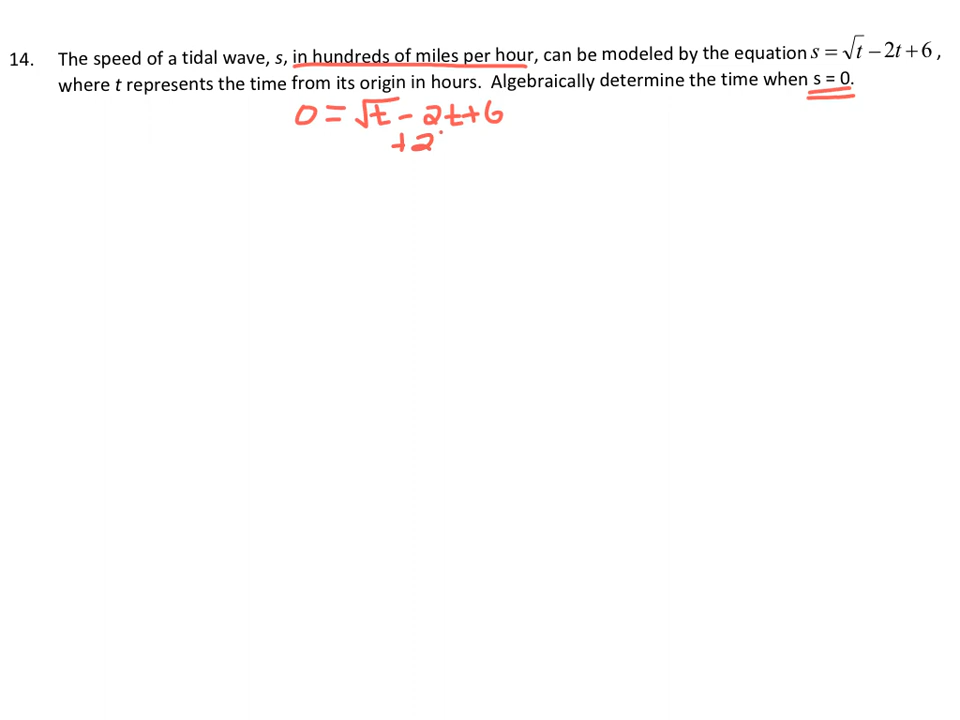 14. The speed of a tidal wave, s, in hundreds of miles per hour, can be modeled by the equation s = √t − 2t + 6,
where t represents the time from its origin in hours. Algebraically determine the time when s = 0.
0 = √t − 2t + 6
+2